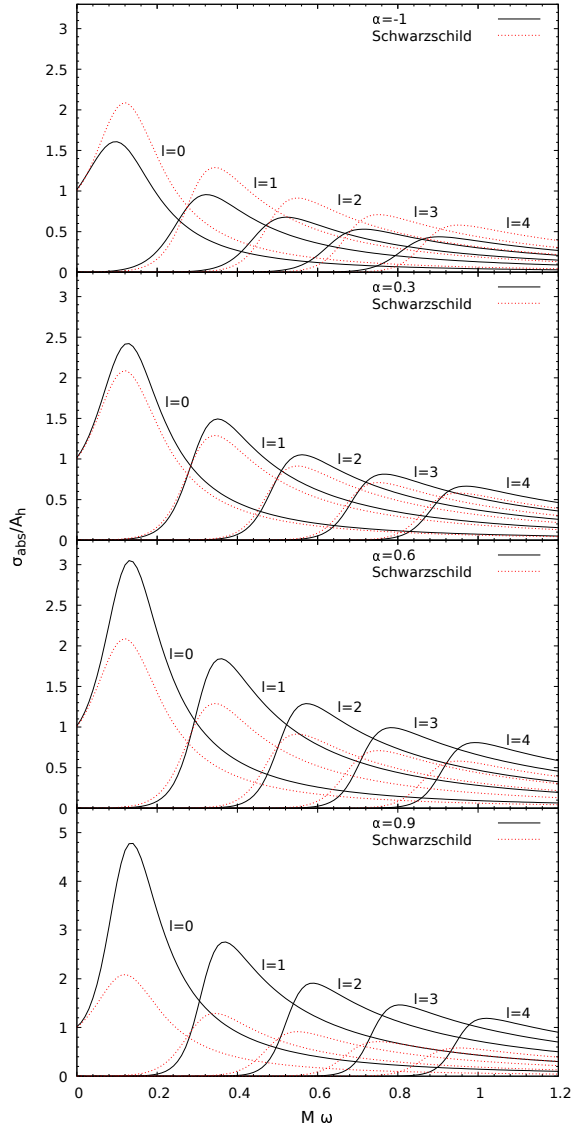 α=-1
Schwarzschild
3
2.5
2
1.5
1
0.5
0
l=0
l=1
l=2
l=3
l=4
α=0.3
Schwarzschild
3
2.5
2
1.5
1
0.5
0
l=0
l=1
l=2
l=3
l=4
σabs/Ah
α=0.6
Schwarzschild
3
2.5
2
1.5
1
0.5
0
l=0
l=1
l=2
l=3
l=4
α=0.9
Schwarzschild
5
4
3
2
1
0
l=0
l=1
l=2
l=3
l=4
0 0.2 0.4 0.6 0.8 1 1.2
M ω